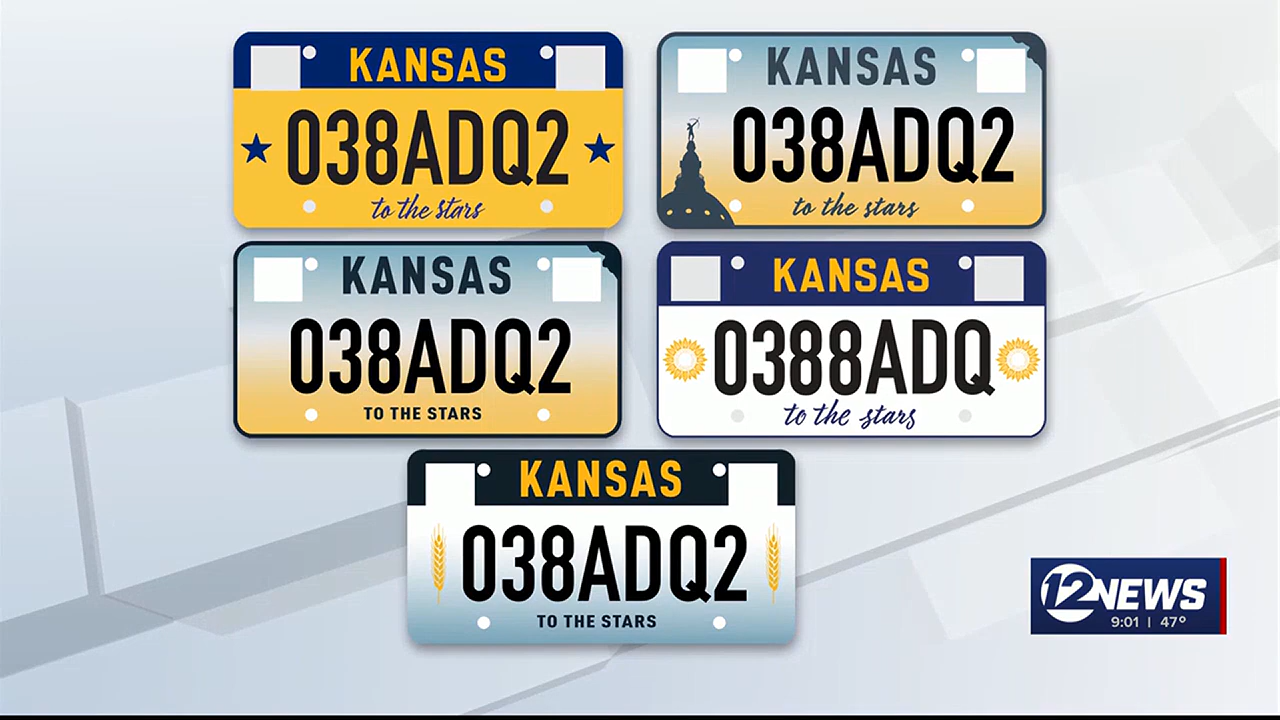 KANSAS
038ADQ2
to the stars
KANSAS
038ADQ2
to the stars
KANSAS
038ADQ2
TO THE STARS
KANSAS
0388ADQ
to the stars
KANSAS
038ADQ2
TO THE STARS
12NEWS
9:01 | 47°